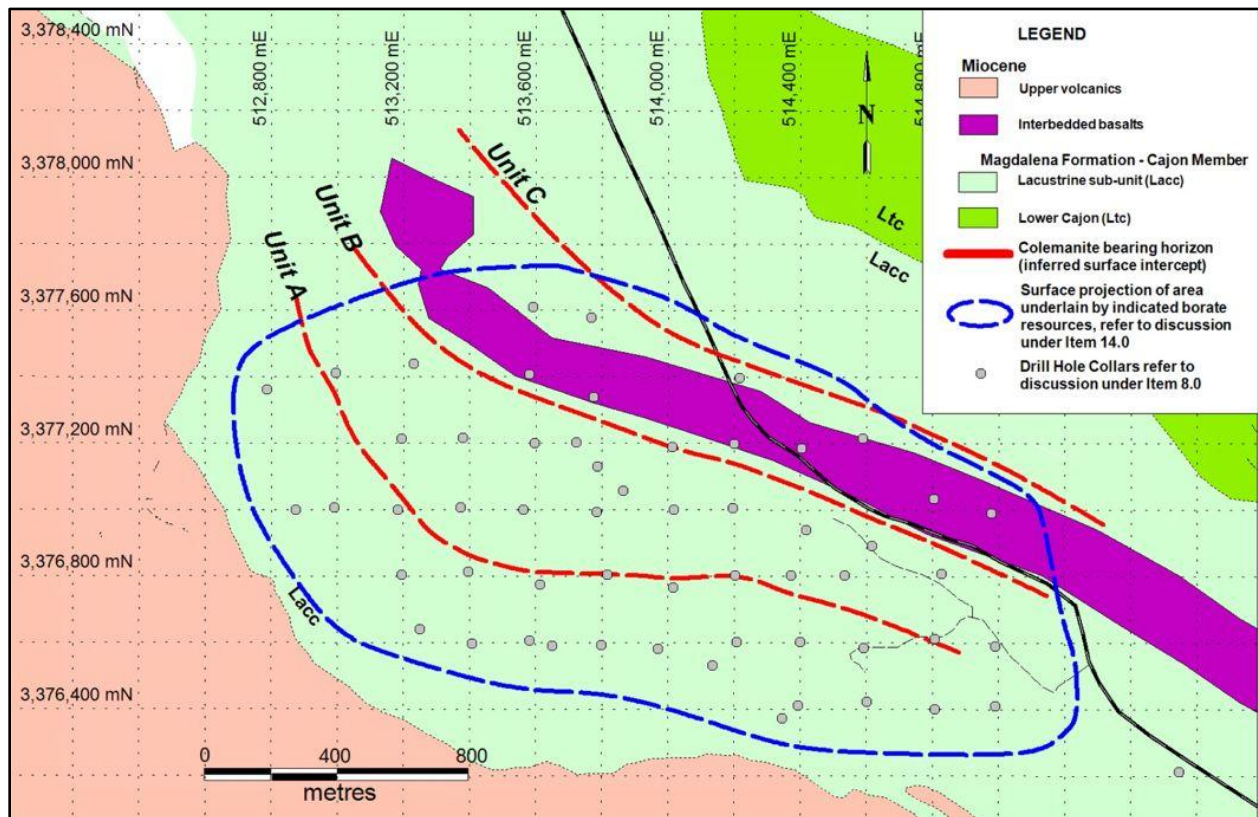 3,378,400 mN
3,378,000 mN
3,377,600 mN
3,377,200 mN
3,376,800 mN
3,376,400 mN
512,800 mE
513,200 mE
513,600 mE
514,000 mE
514,400 mE
N
Unit A
Unit B
Unit C
Ltc
Lacc
Lacc
0 400 800
metres
LEGEND
Miocene
Upper volcanics
Interbedded basalts
Magdalena Formation - Cajon Member
Lacustrine sub-unit (Lacc)
Lower Cajon (Ltc)
Colemanite bearing horizon
(inferred surface intercept)
Surface projection of area
underlain by indicated borate
resources, refer to discussion
under Item 14.0
Drill Hole Collars refer to
discussion under Item 8.0